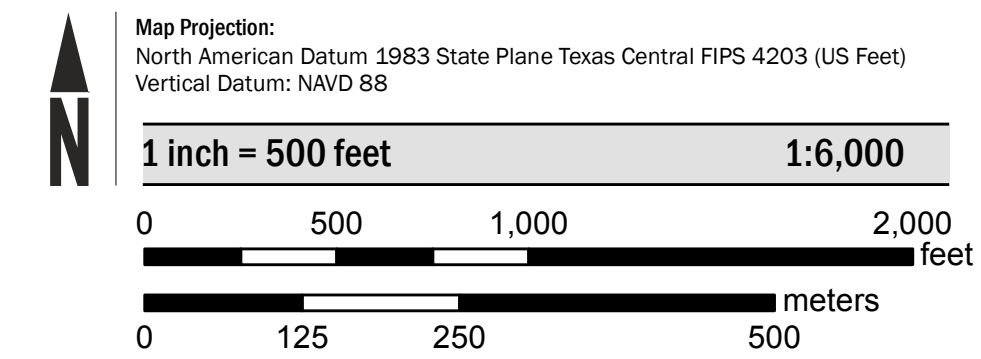 Map Projection:
North American Datum 1983 State Plane Texas Central FIPS 4203 (US Feet)
Vertical Datum: NAVD 88
N
1 inch = 500 feet 1:6,000
0 500 1,000 2,000
feet
meters
0 125 250 500